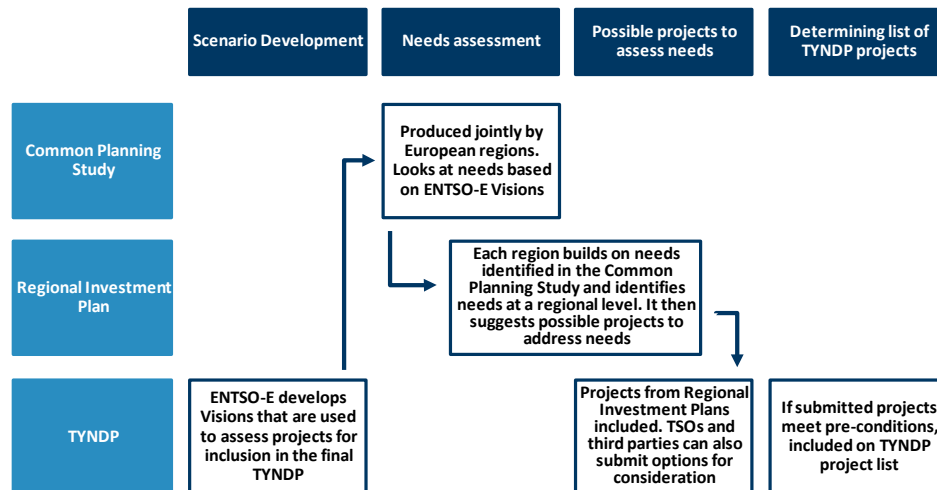 Scenario Development
Needs assessment
Possible projects to
assess needs
Determining list of
TYNDP projects
Common Planning
Study
Produced jointly by
European regions.
Looks at needs based
on ENTSO-E Visions
Regional Investment
Plan
Each region builds on needs
identified in the Common
Planning Study and identifies
needs at a regional level. It then
suggests possible projects to
address needs
TYNDP
ENTSO-E develops
Visions that are used
to assess projects for
inclusion in the final
TYNDP
Projects from Regional
Investment Plans
included. TSOs and
third parties can also
submit options for
consideration
If submitted projects
meet pre-conditions,
included on TYNDP
project list